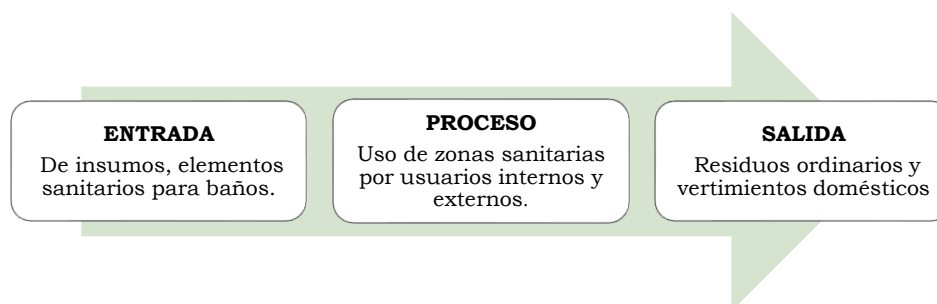 ENTRADA
De insumos, elementos
sanitarios para baños.
PROCESO
Uso de zonas sanitarias
por usuarios internos y
externos.
SALIDA
Residuos ordinarios y
vertimientos domésticos